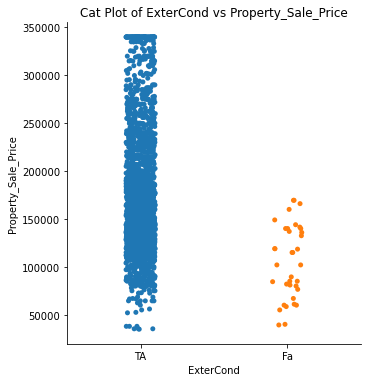 Cat Plot of ExterCond vs Property_Sale_Price
350000
300000
250000
200000
150000
100000
50000
Property_Sale_Price
TA
Fa
ExterCond